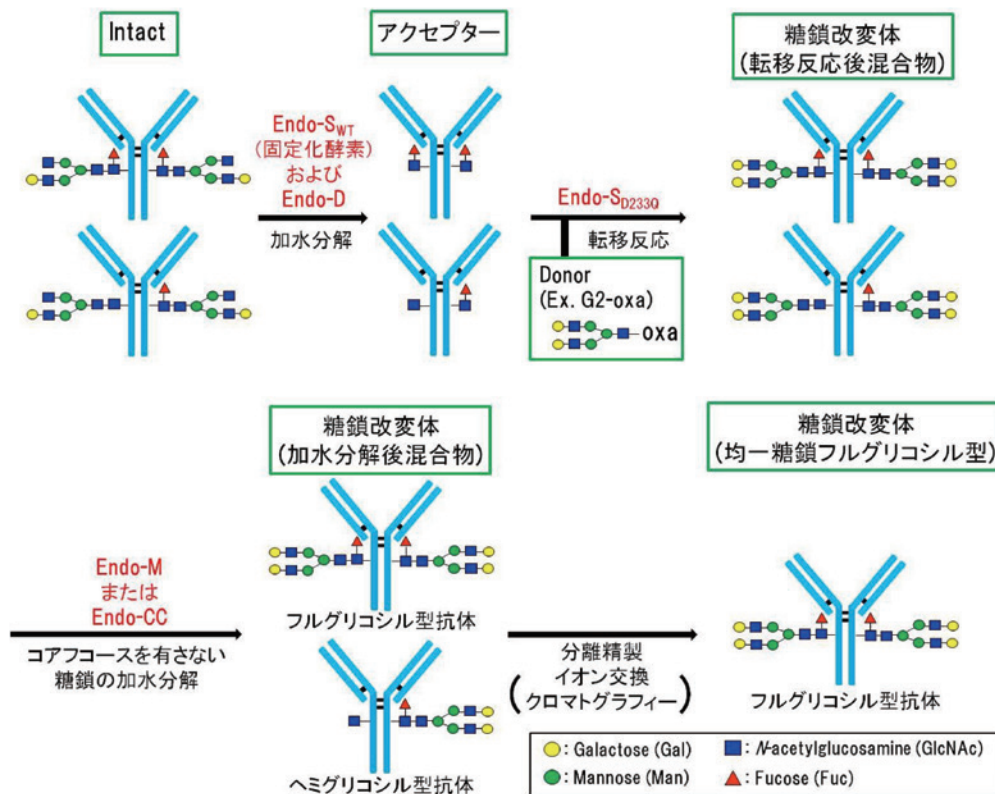 Intact
アクセプター
糖鎖改変体
(転移反応後混合物)
Endo-SWT
(固定化酵素)
および
Endo-D
加水分解
Endo-SD233Q
転移反応
Donor
(Ex. G2-oxa)
oxa
糖鎖改変体
(加水分解後混合物)
糖鎖改変体
(均一糖鎖フルグリコシル型)
Endo-M
または
Endo-CC
コアフコースを有さない
糖鎖の加水分解
フルグリコシル型抗体
ヘミグリコシル型抗体
分離精製
(イオン交換
クロマトグラフィー)
フルグリコシル型抗体
: Galactose (Gal)
: N-acetylglucosamine (GlcNAc)
: Mannose (Man)
: Fucose (Fuc)